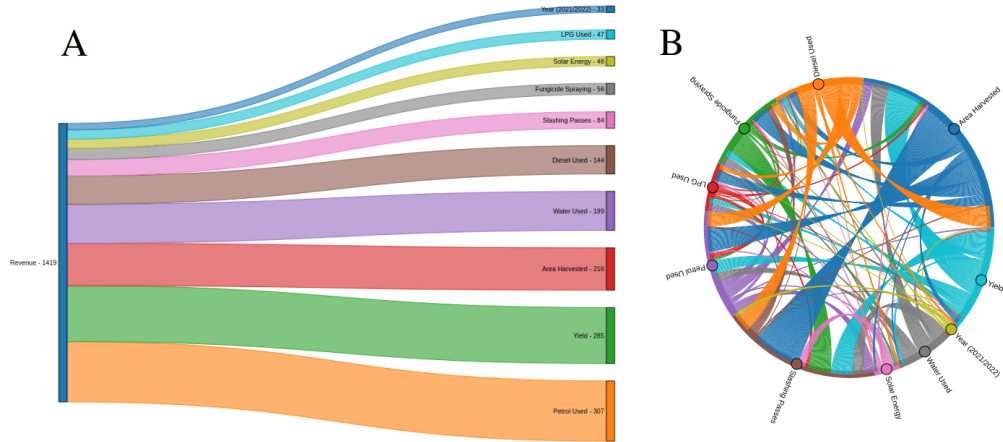 A
Revenue - 1419
Year (2021/2022) - 33
LPG Used - 47
Solar Energy - 48
Fungicide Spraying - 56
Slashing Passes - 84
Diesel Used - 144
Water Used - 199
Area Harvested - 216
Yield - 285
Petrol Used - 307
B
Diesel Used
Area Harvested
Yield
Year (2021/2022)
Water Used
Solar Energy
Slashing Passes
Petrol Used
LPG Used
Fungicide Spraying